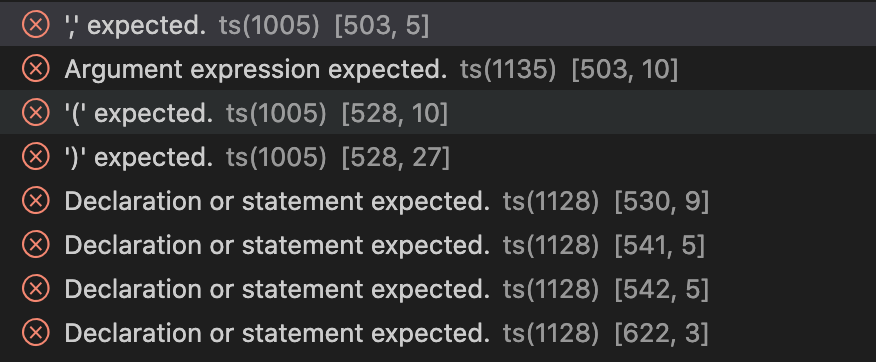 ',' expected. ts(1005) [503, 5]
Argument expression expected. ts(1135) [503, 10]
'(' expected. ts(1005) [528, 10]
')' expected. ts(1005) [528, 27]
Declaration or statement expected. ts(1128) [530, 9]
Declaration or statement expected. ts(1128) [541, 5]
Declaration or statement expected. ts(1128) [542, 5]
Declaration or statement expected. ts(1128) [622, 3]